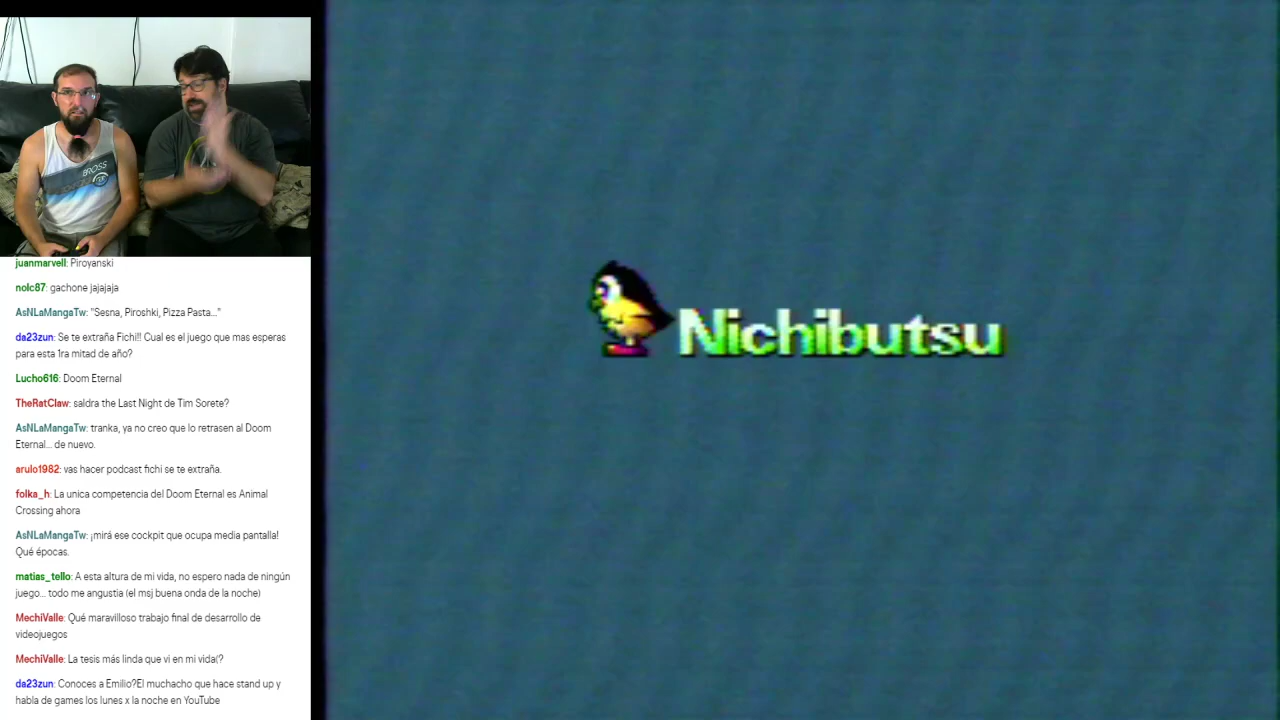 BROSS
juanmarvell: Piroyanski
nolc87: gachone jajajaja
AsNLaMangaTw: "Sesna, Piroshki, Pizza Pasta..."
da23zun: Se te extraña Fichi!! Cual es el juego que mas esperas
para esta 1ra mitad de año?
Lucho616: Doom Eternal
TheRatClaw: saldra the Last Night de Tim Sorete?
AsNLaMangaTw: tranka, ya no creo que lo retrasen al Doom
Eternal... de nuevo.
arulo1982: vas hacer podcast fichi se te extraña.
folka_h: La unica competencia del Doom Eternal es Animal
Crossing ahora
AsNLaMangaTw: ¡mirá ese cockpit que ocupa media pantalla!
Qué épocas.
matias_tello: A esta altura de mi vida, no espero nada de ningún
juego... todo me angustia (el msj buena onda de la noche)
MechiValle: Qué maravilloso trabajo final de desarrollo de
videojuegos
MechiValle: La tesis más linda que vi en mi vida(?
da23zun: Conoces a Emilio?El muchacho que hace stand up y
habla de games los lunes x la noche en YouTube
Nichibutsu